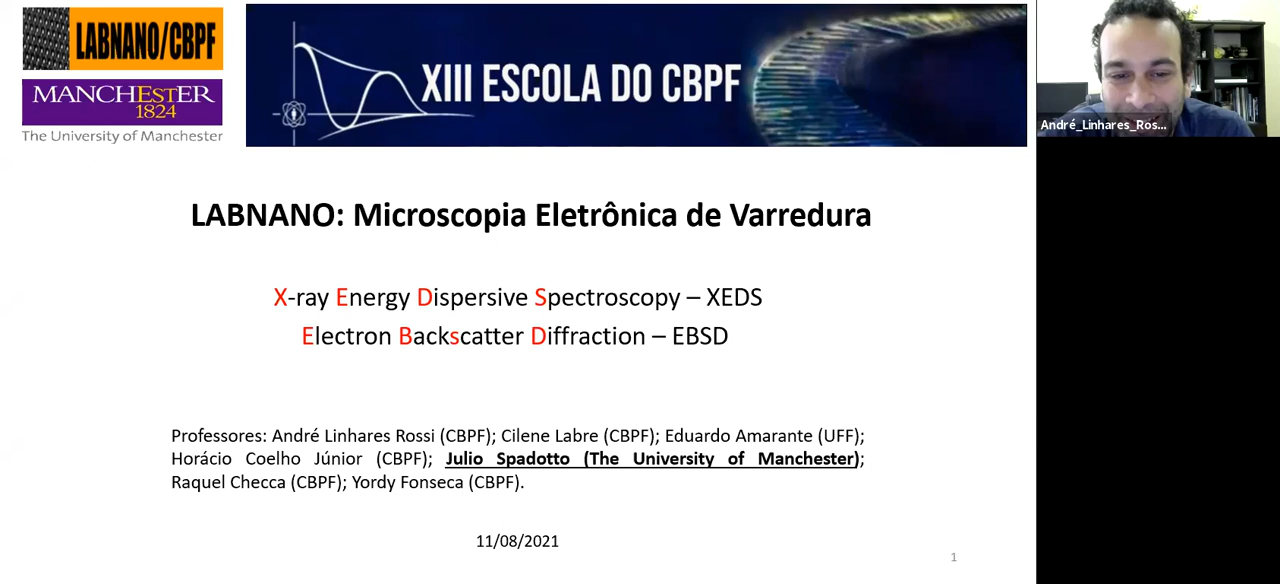 LABNANO/CBPF
MANCHESTER
1824
The University of Manchester
XIII ESCOLA DO CBPF
André_Linhares_Ros...
LABNANO: Microscopia Eletrônica de Varredura
X-ray Energy Dispersive Spectroscopy – XEDS
Electron Backscatter Diffraction – EBSD
Professores: André Linhares Rossi (CBPF); Cilene Labre (CBPF); Eduardo Amarante (UFF);
Horácio Coelho Júnior (CBPF); Julio Spadotto (The University of Manchester);
Raquel Checca (CBPF); Yordy Fonseca (CBPF).
11/08/2021
1